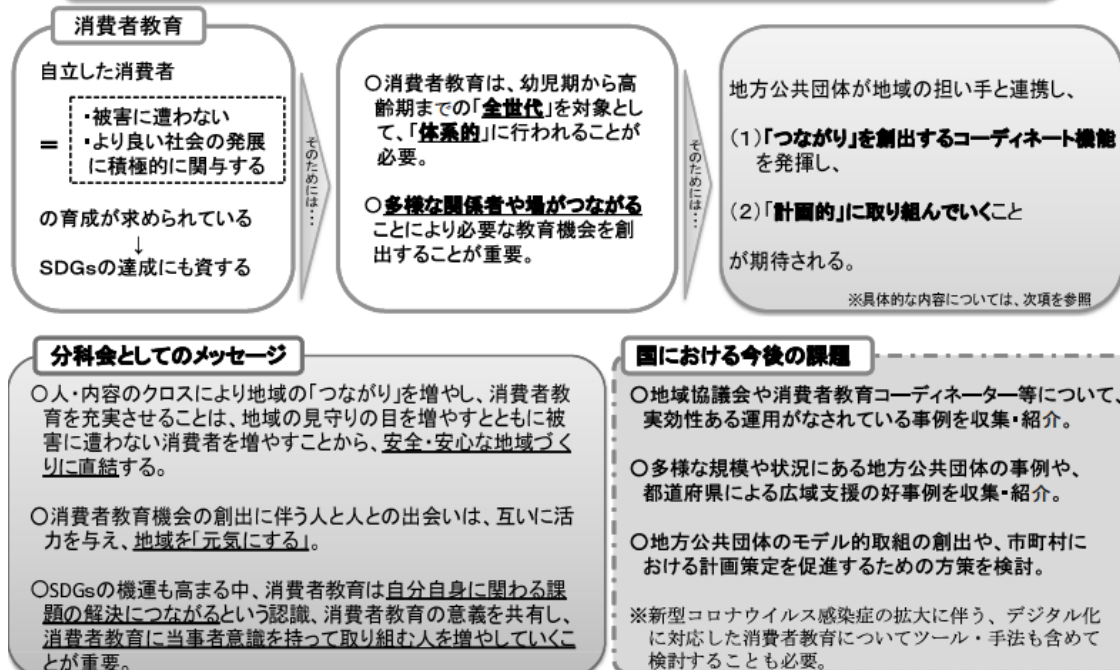 消費者教育
自立した消費者
＝
・被害に遭わない
・より良い社会の発展
に積極的に関与する
の育成が求められている
↓
SDGsの達成にも資する
そのためには…
○消費者教育は、幼児期から高
齢期までの「全世代」を対象とし
て、「体系的」に行われることが
必要。
○多様な関係者や場がつながる
ことにより必要な教育機会を創
出することが重要。
そのためには…
地方公共団体が地域の担い手と連携し、
（1）「つながり」を創出するコーディネート機能
を発揮し、
（2）「計画的」に取り組んでいくこと
が期待される。
※具体的な内容については、次項を参照
分科会としてのメッセージ
○人・内容のクロスにより地域の「つながり」を増やし、消費者教
育を充実させることは、地域の見守りの目を増やすとともに被
害に遭わない消費者を増やすことから、安全・安心な地域づく
りに直結する。
○消費者教育機会の創出に伴う人と人との出会いは、互いに活
力を与え、地域を「元気にする」。
○SDGsの機運も高まる中、消費者教育は自分自身に関わる課
題の解決につながるという認識、消費者教育の意義を共有し、
消費者教育に当事者意識を持って取り組む人を増やしていくこ
とが重要。
国における今後の課題
○地域協議会や消費者教育コーディネーター等について、
実効性ある運用がなされている事例を収集・紹介。
○多様な規模や状況にある地方公共団体の事例や、
都道府県による広域支援の好事例を収集・紹介。
○地方公共団体のモデル的取組の創出や、市町村に
おける計画策定を促進するための方策を検討。
※新型コロナウイルス感染症の拡大に伴う、デジタル化
に対応した消費者教育についてツール・手法も含めて
検討することも必要。